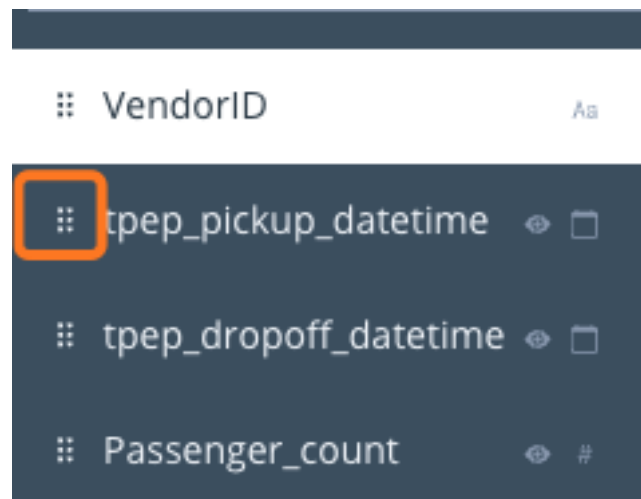 VendorID Aa
tpep_pickup_datetime
tpep_dropoff_datetime
Passenger_count #